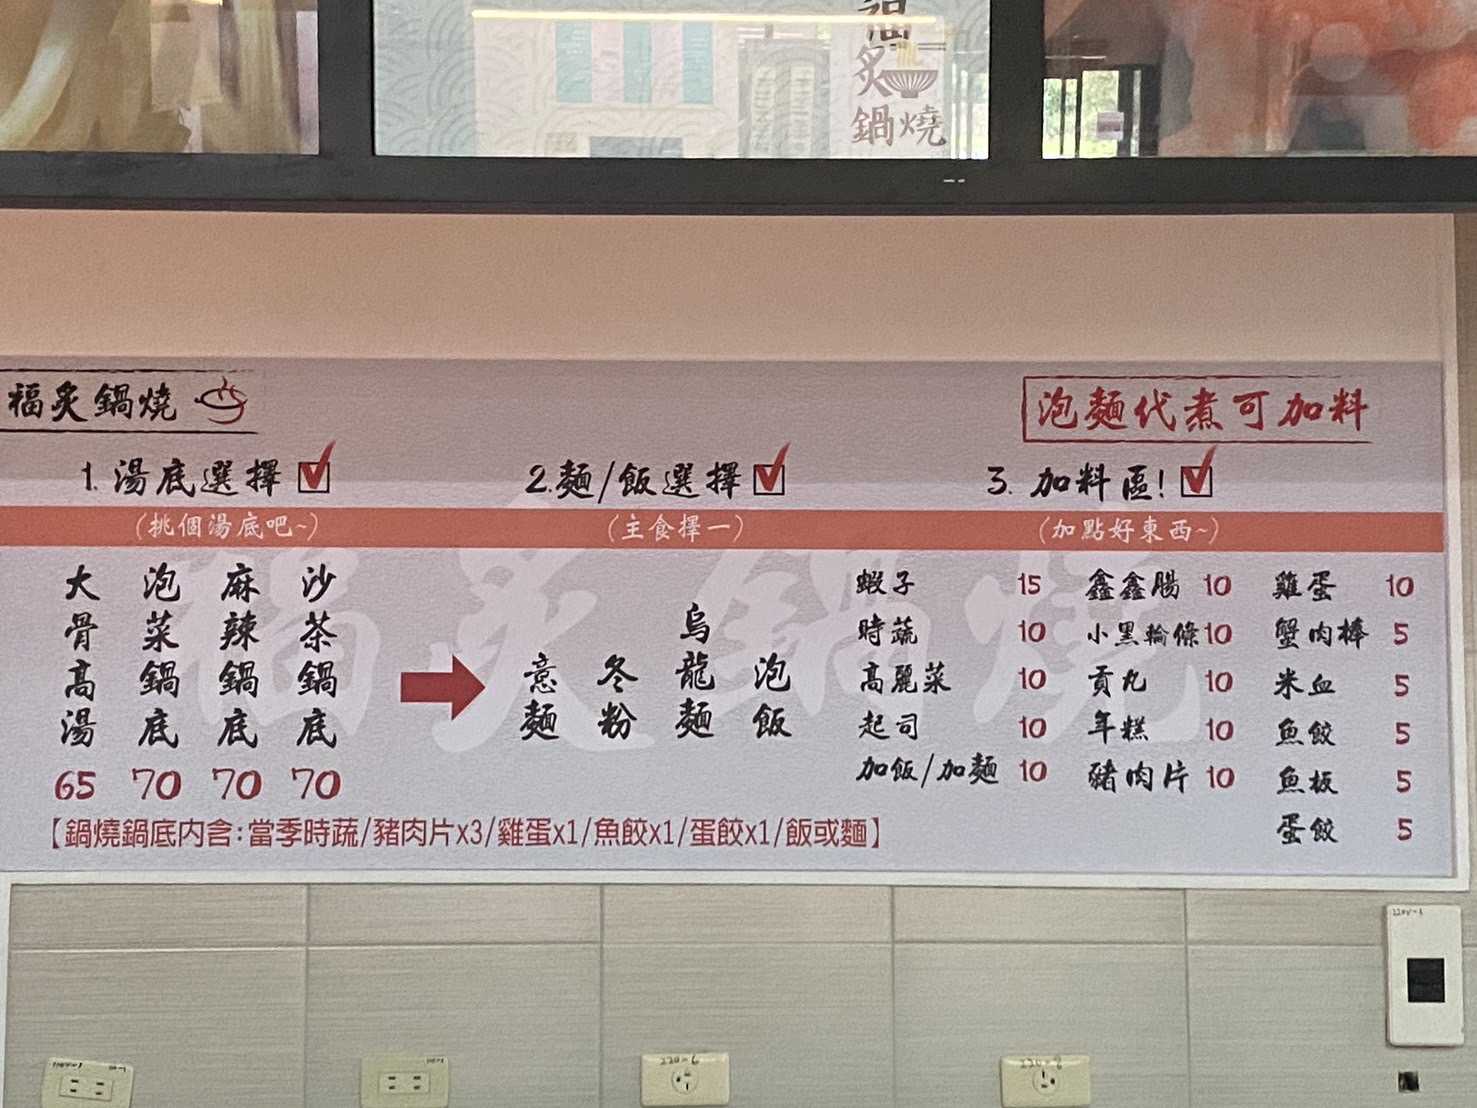 福
炙
鍋燒
福炙鍋燒
泡麵代煮可加料
1. 湯底選擇
(挑個湯底吧~)
大骨高湯 65
泡菜鍋底 70
麻辣鍋底 70
沙茶鍋底 70
2.麵/飯選擇
(主食擇一)
意麵
冬粉
烏龍麵
泡飯
3. 加料區!
(加點好東西~)
蝦子 15
時蔬 10
高麗菜 10
起司 10
加飯/加麵 10
鑫鑫腸 10
小黑輪條 10
貢丸 10
年糕 10
豬肉片 10
雞蛋 10
蟹肉棒 5
米血 5
魚餃 5
魚板 5
蛋餃 5
【鍋燒鍋底內含:當季時蔬/豬肉片x3/雞蛋x1/魚餃x1/蛋餃x1/飯或麵】
福炙鍋燒
220V-1
220-6
220-8